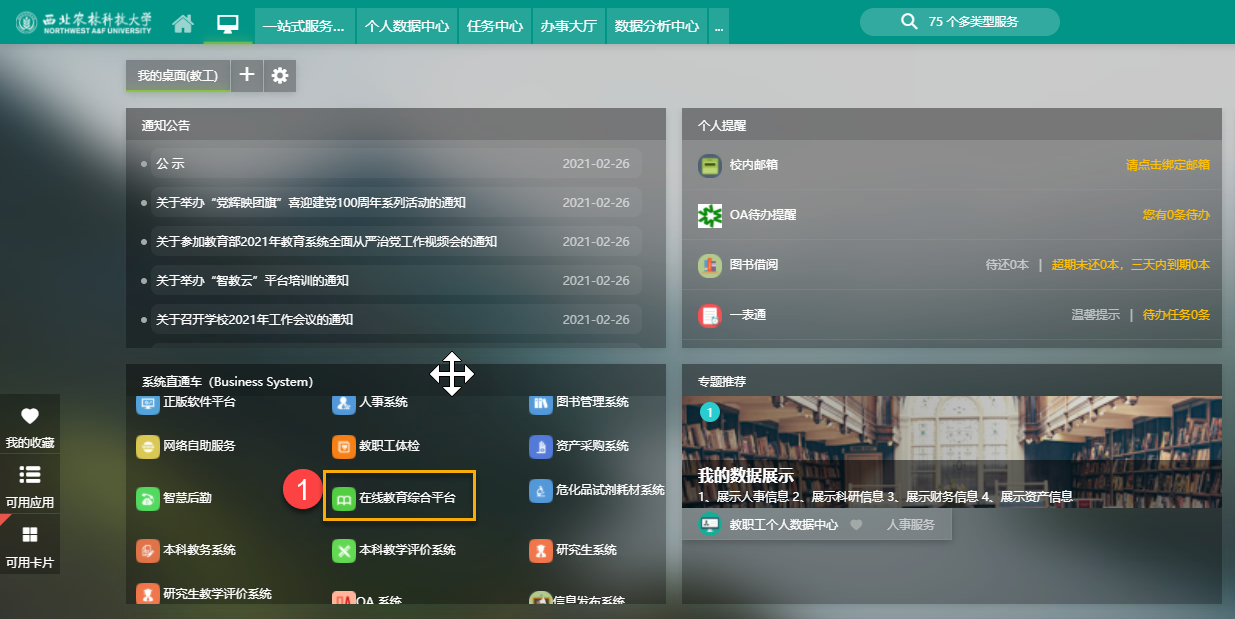 西北农林科技大学
NORTHWEST A&F UNIVERSITY
一站式服务...
个人数据中心
任务中心
办事大厅
数据分析中心
...
75 个多类型服务
我的桌面(教工)
通知公告
公 示 2021-02-26
关于举办“党辉映团旗”喜迎建党100周年系列活动的通知 2021-02-26
关于参加教育部2021年教育系统全面从严治党工作视频会的通知 2021-02-26
关于举办“智教云”平台培训的通知 2021-02-26
关于召开学校2021年工作会议的通知 2021-02-26
个人提醒
校内邮箱 请点击绑定邮箱
OA待办提醒 您有0条待办
图书借阅 待还0本 | 超期未还0本，三天内到期0本
一表通 温馨提示 | 待办任务0条
系统直通车（Business System）
正版软件平台 人事系统 图书管理系统
网络自助服务 教职工体检 资产采购系统
智慧后勤 1 在线教育综合平台 危化品试剂耗材系统
本科教务系统 本科教学评价系统 研究生系统
研究生教学评价系统 OA 系统 信息发布系统
专题推荐
1
我的数据展示
1、展示人事信息 2、展示科研信息 3、展示财务信息 4、展示资产信息
教职工个人数据中心 人事服务
我的收藏
可用应用
可用卡片